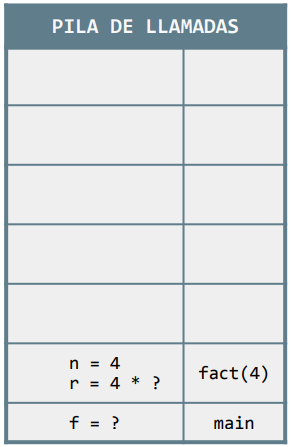 PILA DE LLAMADAS
n = 4
r = 4 * ?
fact(4)
f = ?
main